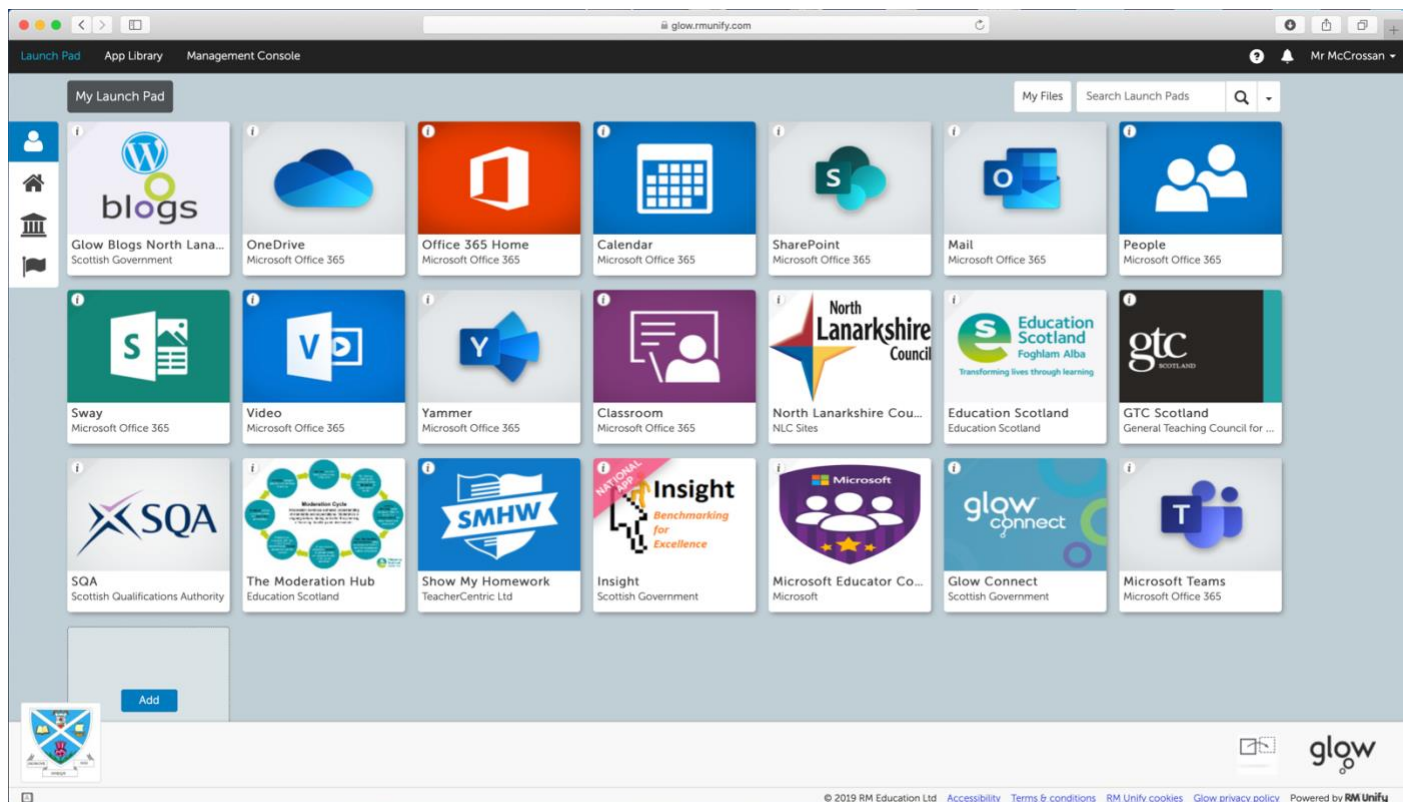 glow.rmunify.com
Launch Pad App Library Management Console Mr McCrossan
My Launch Pad
My Files Search Launch Pads
blogs
Glow Blogs North Lana...
Scottish Government
OneDrive
Microsoft Office 365
Office 365 Home
Microsoft Office 365
Calendar
Microsoft Office 365
S
SharePoint
Microsoft Office 365
O
Mail
Microsoft Office 365
People
Microsoft Office 365
S
Sway
Microsoft Office 365
V
Video
Microsoft Office 365
Y
Yammer
Microsoft Office 365
Classroom
Microsoft Office 365
North
Lanarkshire
Council
North Lanarkshire Cou...
NLC Sites
Education
Scotland
Foghlam Alba
Transforming lives through learning
Education Scotland
Education Scotland
gtc
SCOTLAND
GTC Scotland
General Teaching Council for ...
SQA
SQA
Scottish Qualifications Authority
Moderation Cycle
The Moderation Hub
Education Scotland
SMHW
Show My Homework
TeacherCentric Ltd
NATIONAL
APP
Insight
Benchmarking
for
Excellence
Insight
Scottish Government
Microsoft
Microsoft Educator Co...
Microsoft
glow
connect
Glow Connect
Scottish Government
T
Microsoft Teams
Microsoft Office 365
Add
glow
© 2019 RM Education Ltd Accessibility Terms & conditions RM Unify cookies Glow privacy policy Powered by RM Unify